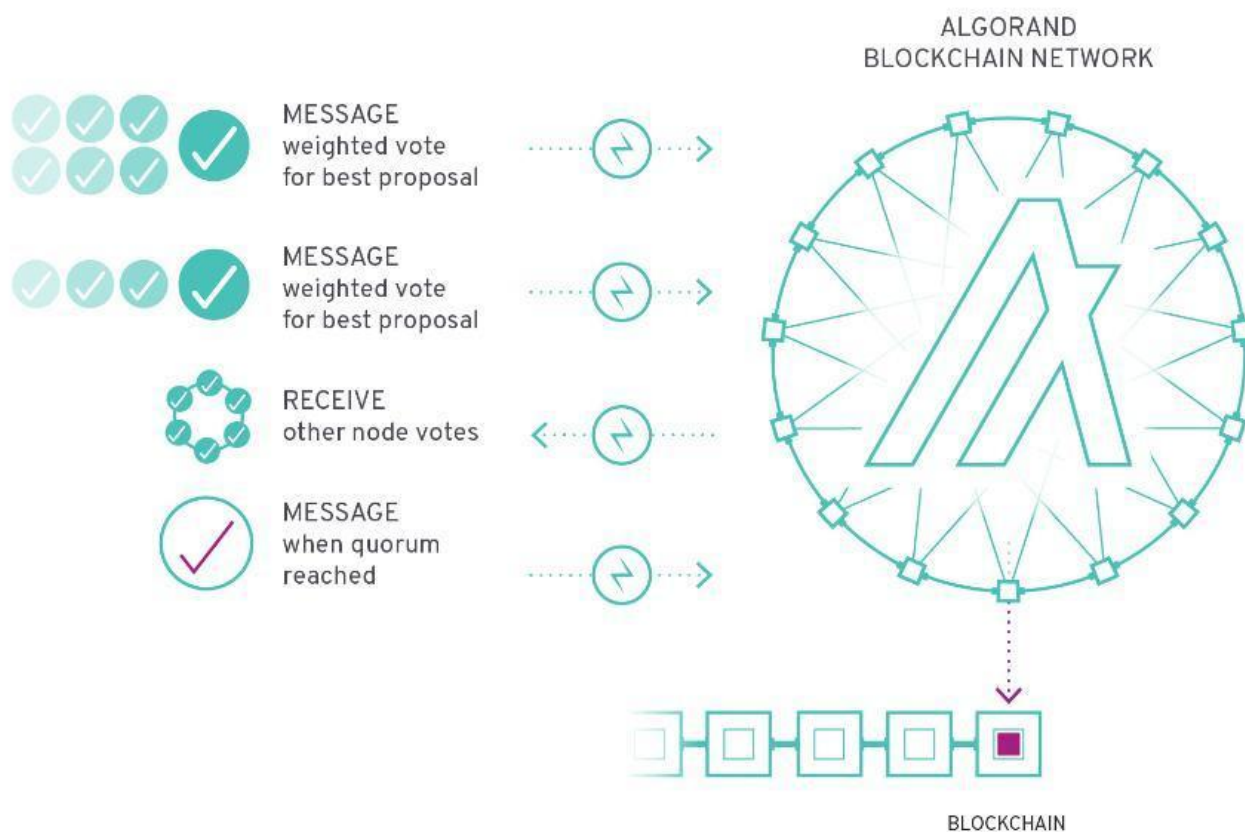 ALGORAND
BLOCKCHAIN NETWORK
MESSAGE
weighted vote
for best proposal
MESSAGE
weighted vote
for best proposal
RECEIVE
other node votes
MESSAGE
when quorum
reached
BLOCKCHAIN